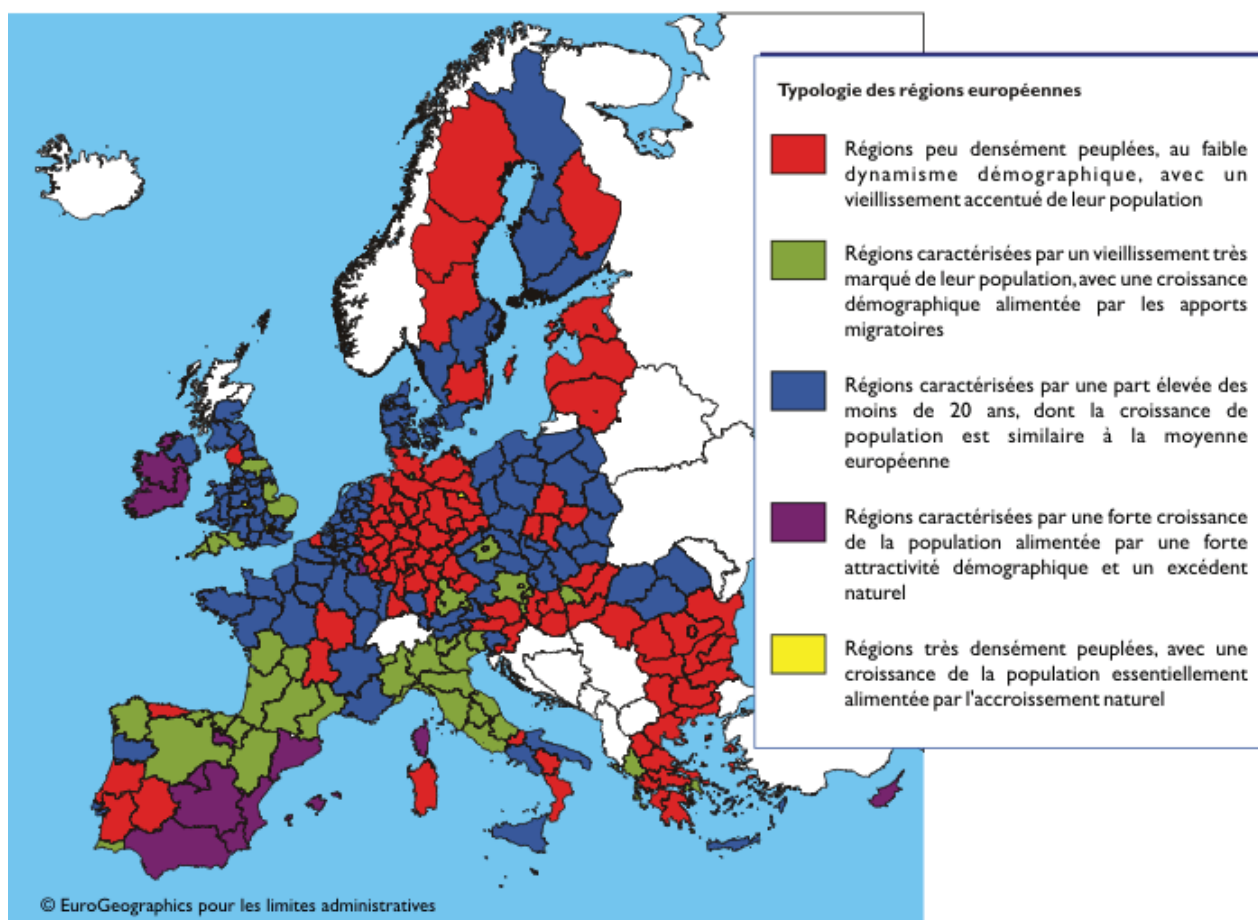 Typologie des régions européennes
Régions peu densément peuplées, au faible
dynamisme démographique, avec un
vieillissement accentué de leur population
Régions caractérisées par un vieillissement très
marqué de leur population, avec une croissance
démographique alimentée par les apports
migratoires
Régions caractérisées par une part élevée des
moins de 20 ans, dont la croissance de
population est similaire à la moyenne
européenne
Régions caractérisées par une forte croissance
de la population alimentée par une forte
attractivité démographique et un excédent
naturel
Régions très densément peuplées, avec une
croissance de la population essentiellement
alimentée par l'accroissement naturel
© EuroGeographics pour les limites administratives